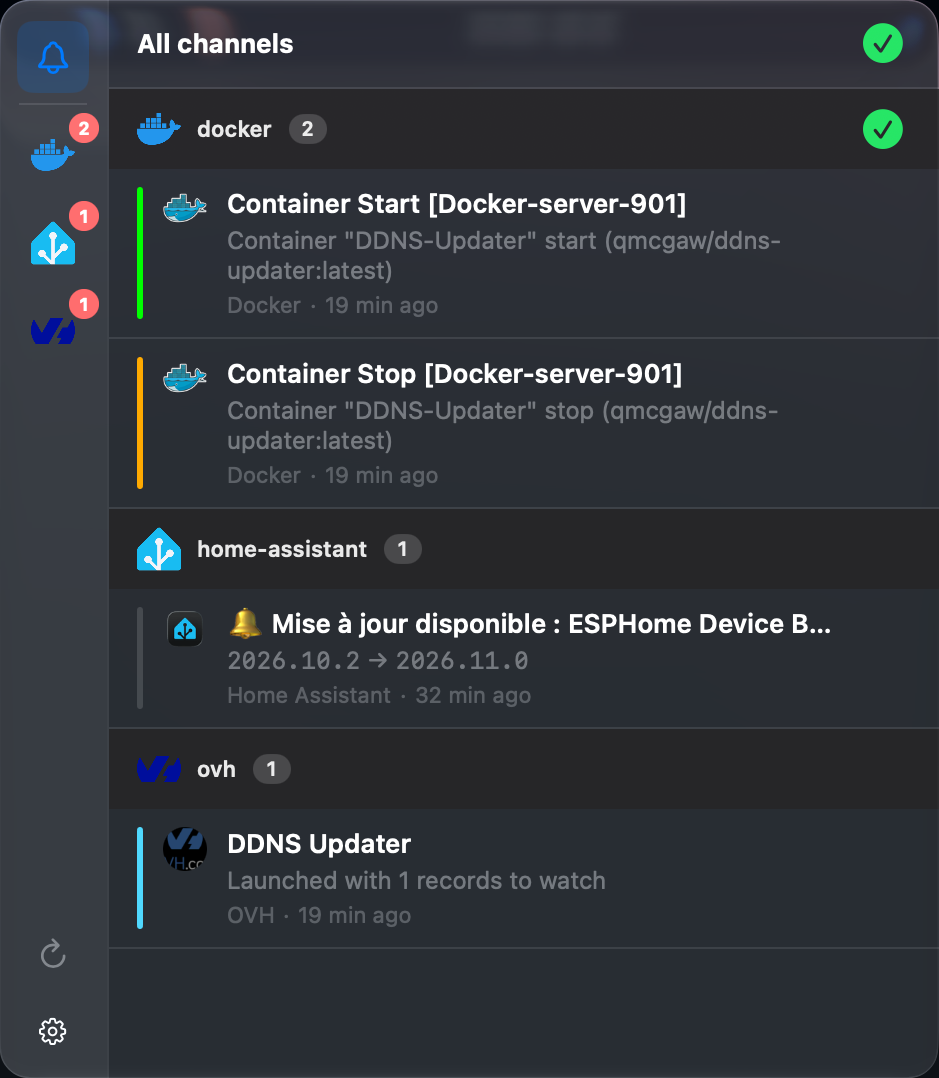 All channels
2
docker 2
1
Container Start [Docker-server-901]
Container "DDNS-Updater" start (qmcgaw/ddns-
updater:latest)
Docker · 19 min ago
1
Container Stop [Docker-server-901]
Container "DDNS-Updater" stop (qmcgaw/ddns-
updater:latest)
Docker · 19 min ago
home-assistant 1
🔔 Mise à jour disponible : ESPHome Device B...
2026.10.2 → 2026.11.0
Home Assistant · 32 min ago
ovh 1
DDNS Updater
Launched with 1 records to watch
OVH · 19 min ago